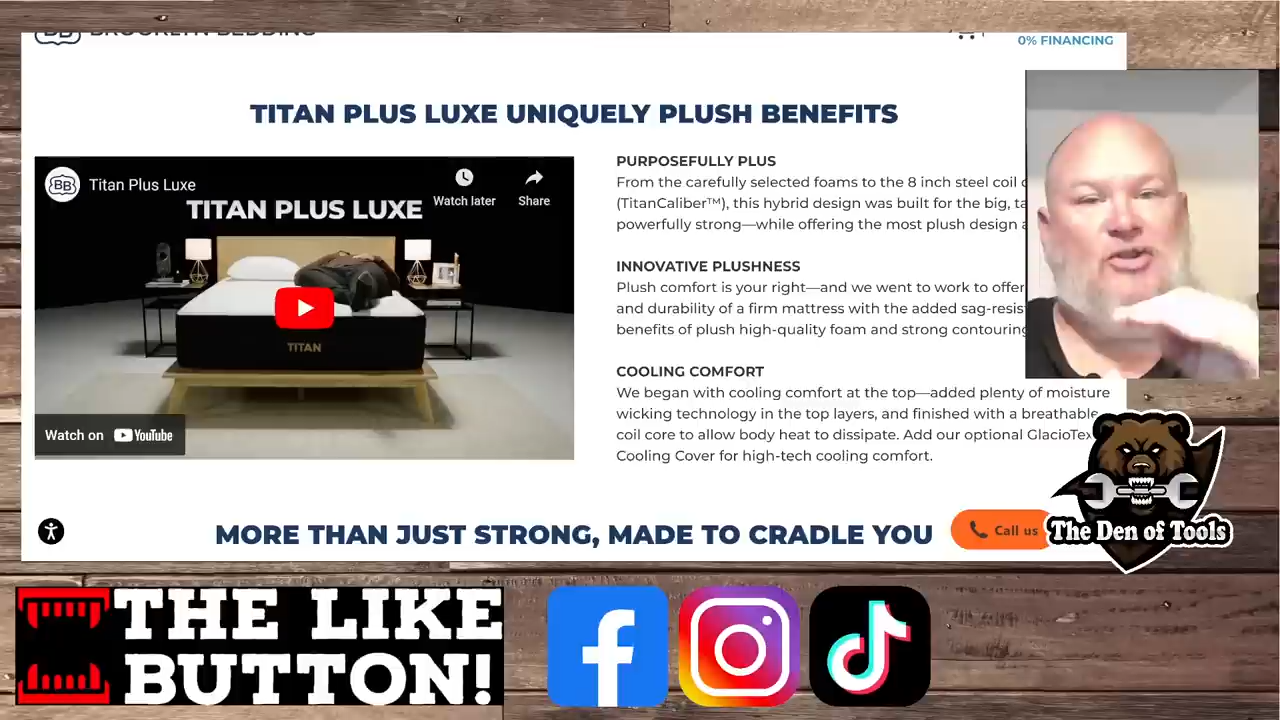 BROOKLYN BEDDING
0% FINANCING
TITAN PLUS LUXE UNIQUELY PLUSH BENEFITS
BB
Titan Plus Luxe
Watch later
Share
TITAN PLUS LUXE
TITAN
Watch on YouTube
PURPOSEFULLY PLUS
From the carefully selected foams to the 8 inch steel coil
(TitanCaliber™), this hybrid design was built for the big,
powerfully strong—while offering the most plush design
INNOVATIVE PLUSHNESS
Plush comfort is your right—and we went to work to offer
and durability of a firm mattress with the added
benefits of plush high-quality foam and strong contouring
COOLING COMFORT
We began with cooling comfort at the top—added plenty of moisture
wicking technology in the top layers, and finished with a breathable
coil core to allow body heat to dissipate. Add our optional
Cooling Cover for high-tech cooling comfort.
MORE THAN JUST STRONG, MADE TO CRADLE YOU
Call us
The Den of Tools
THE LIKE
BUTTON!